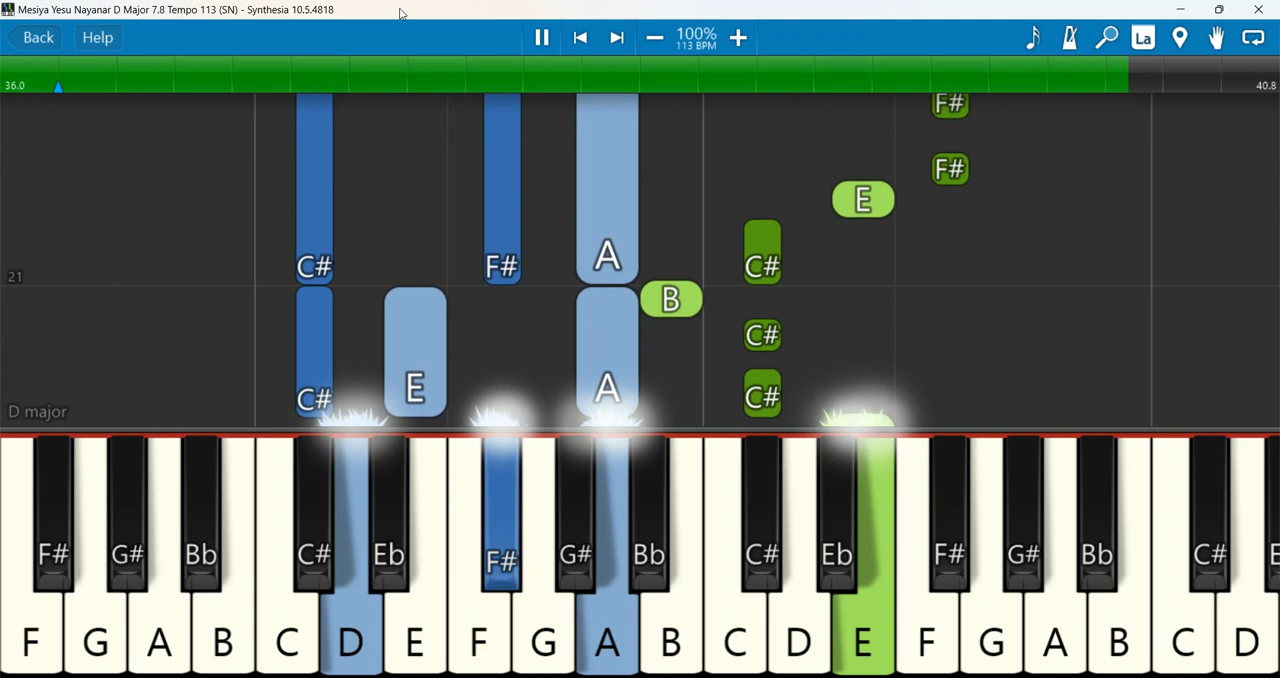 Mesiya Yesu Nayanar D Major 7.8 Tempo 113 (SN) - Synthesia 10.5.4818
Back Help 100% La
113 BPM
36.0 40.8
F#
F#
E
C# F# A C#
21
B
C#
C# E A C#
D major
F# G# Bb C# Eb F# G# Bb C# Eb F# G# Bb C# E
F G A B C D E F G A B C D E F G A B C D